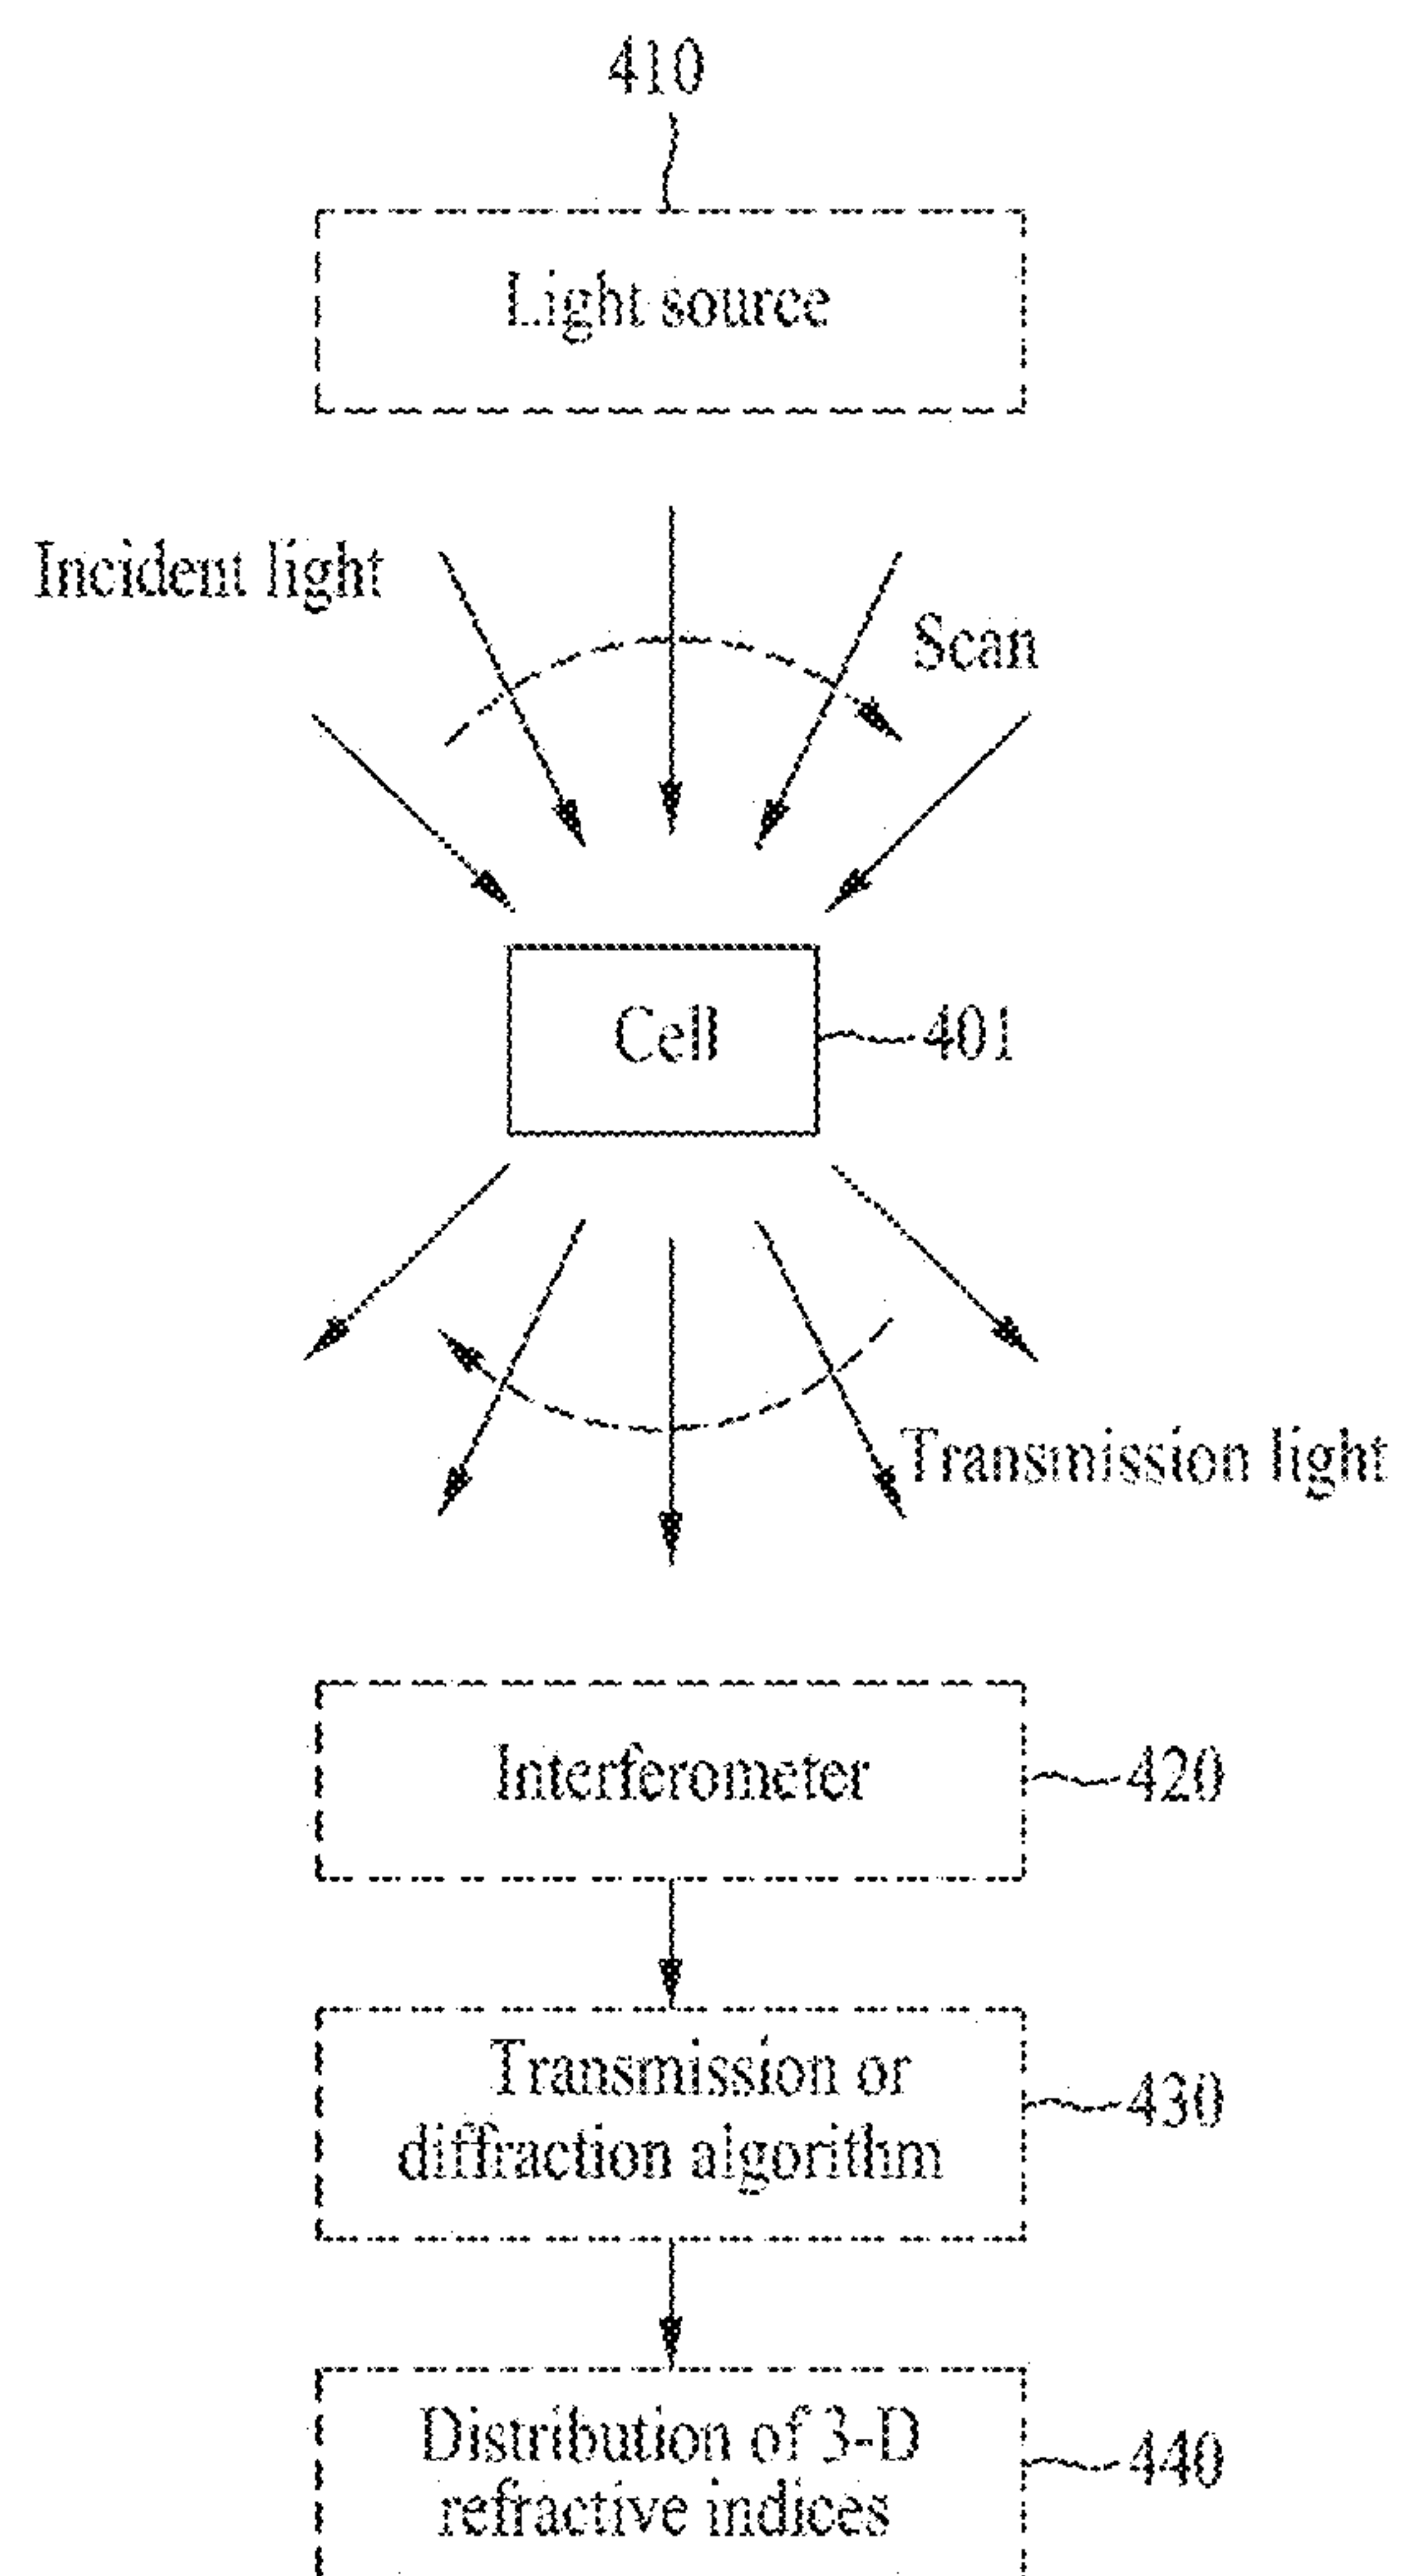 410
Light source
Incident light
Scan
Cell
401
Transmission light
Interferometer
420
Transmission or
diffraction algorithm
430
Distribution of 3-D
refractive indices
440